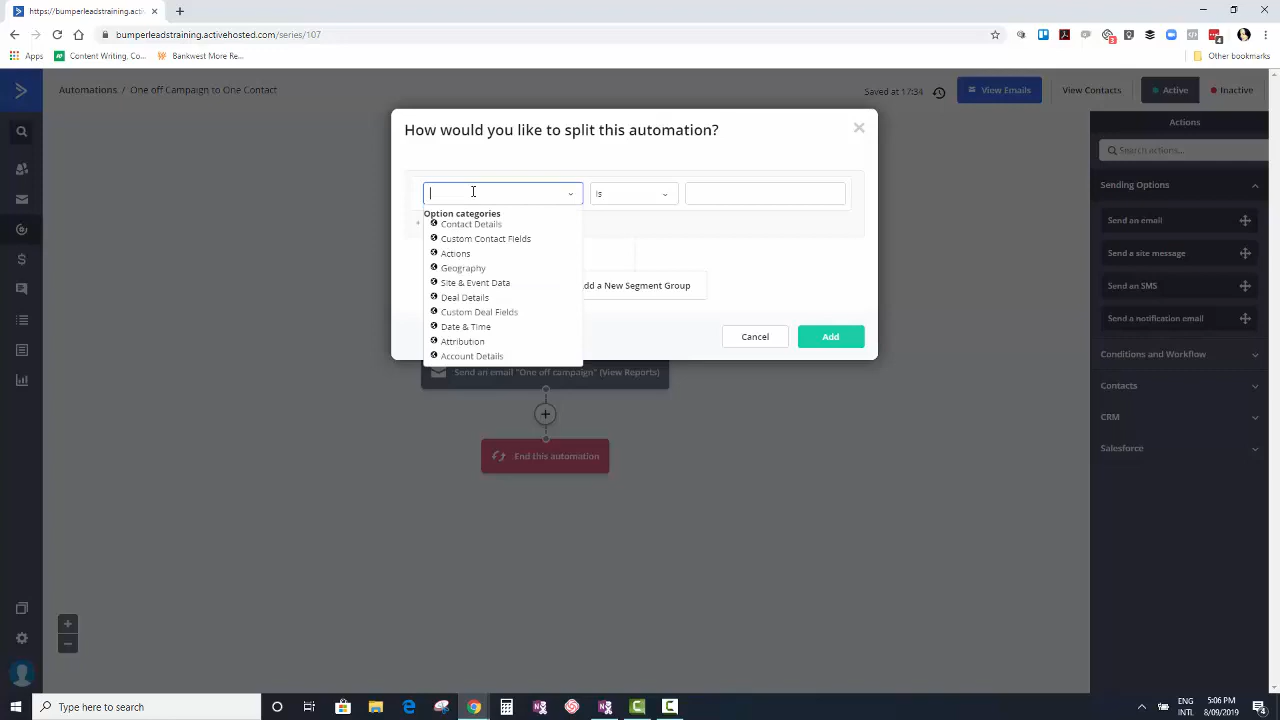 https://bumperleadstraining.activ
bumperleadstraining.activehosted.com/series/107
Apps
Content Writing, Co...
Bankwest More Re...
Other bookmarks
Automations / One off Campaign to One Contact
Saved at 17:34
View Emails
View Contacts
Active
Inactive
How would you like to split this automation?
Is
Option categories
Contact Details
Custom Contact Fields
Actions
Geography
Site & Event Data
Deal Details
Custom Deal Fields
Date & Time
Attribution
Account Details
dd a New Segment Group
Cancel
Add
Send an email "One off campaign" (View Reports)
End this automation
Actions
Search actions...
Sending Options
Send an email
Send a site message
Send an SMS
Send a notification email
Conditions and Workflow
Contacts
CRM
Salesforce
Type here to search
ENG
INTL
5:06 PM
8/09/2019
4